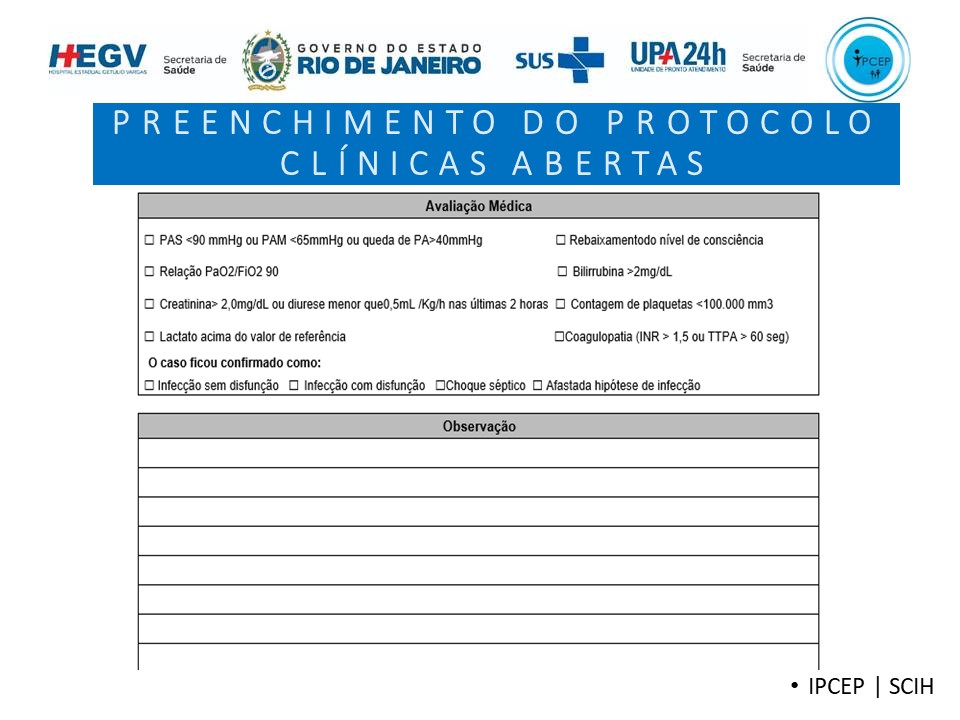 HEGV
HOSPITAL ESTADUAL GETULIO VARGAS
Secretaria de
Saúde
GOVERNO DO ESTADO
RIO DE JANEIRO
SUS
UPA 24h
UNIDADE DE PRONTO ATENDIMENTO
Secretaria de
Saúde
IPCEP
PREENCHIMENTO DO PROTOCOLO
CLÍNICAS ABERTAS
Avaliação Médica
☐ PAS <90 mmHg ou PAM <65mmHg ou queda de PA>40mmHg ☐ Rebaixamentodo nível de consciência
☐ Relação PaO2/FiO2 90 ☐ Bilirrubina >2mg/dL
☐ Creatinina> 2,0mg/dL ou diurese menor que0,5mL /Kg/h nas últimas 2 horas ☐ Contagem de plaquetas <100.000 mm3
☐ Lactato acima do valor de referência ☐Coagulopatia (INR > 1,5 ou TTPA > 60 seg)
O caso ficou confirmado como:
☐ Infecção sem disfunção ☐ Infecção com disfunção ☐Choque séptico ☐ Afastada hipótese de infecção
Observação
• IPCEP | SCIH